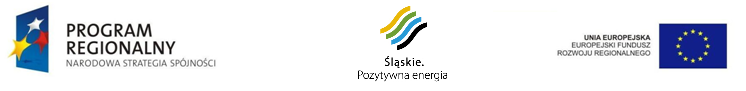 PROGRAM
REGIONALNY
NARODOWA STRATEGIA SPÓJNOŚCI
Śląskie.
Pozytywna energia
UNIA EUROPEJSKA
EUROPEJSKI FUNDUSZ
ROZWOJU REGIONALNEGO